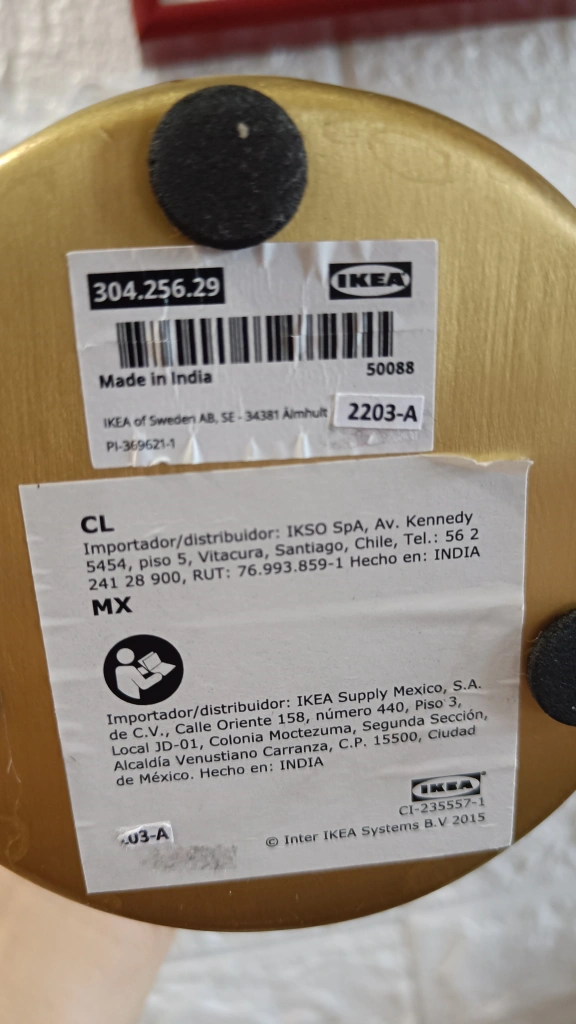 304.256.29
IKEA
Made in India
50088
IKEA of Sweden AB, SE - 34381 Älmhult
2203-A
PI-369621-1
CL
Importador/distribuidor: IKSO SpA, Av. Kennedy
5454, piso 5, Vitacura, Santiago, Chile, Tel.: 56 2
241 28 900, RUT: 76.993.859-1 Hecho en: INDIA
MX
Importador/distribuidor: IKEA Supply Mexico, S.A.
de C.V., Calle Oriente 158, número 440, Piso 3,
Local JD-01, Colonia Moctezuma, Segunda Sección,
Alcaldía Venustiano Carranza, C.P. 15500, Ciudad
de México. Hecho en: INDIA
IKEA®
CI-235557-1
03-A
© Inter IKEA Systems B.V 2015